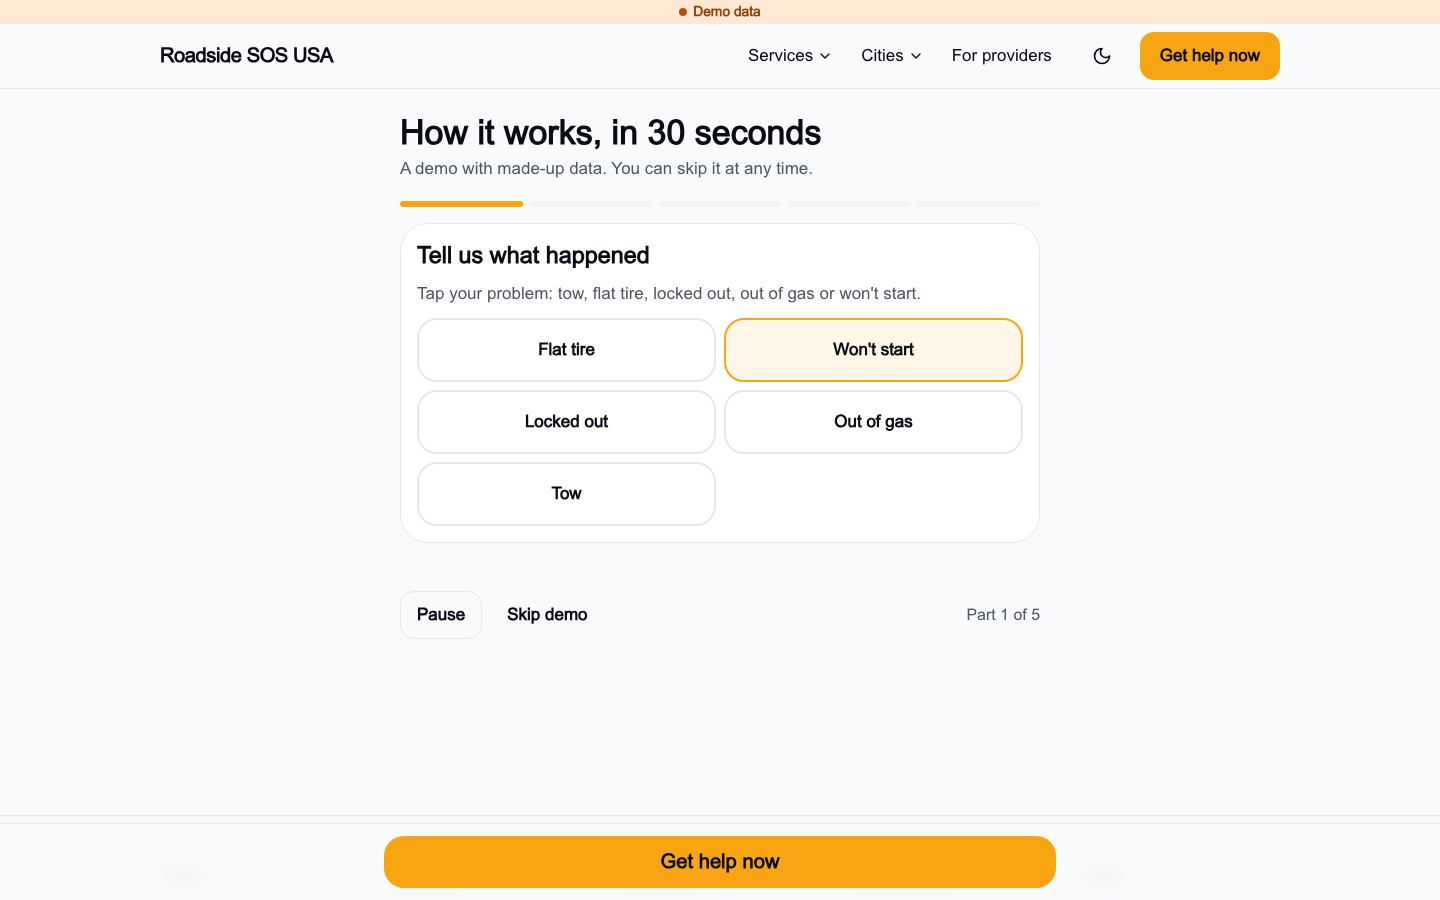 Demo data
Roadside SOS USA
Services
Cities
For providers
Get help now
How it works, in 30 seconds
A demo with made-up data. You can skip it at any time.
Tell us what happened
Tap your problem: tow, flat tire, locked out, out of gas or won't start.
Flat tire
Won't start
Locked out
Out of gas
Tow
Pause
Skip demo
Part 1 of 5
Get help now